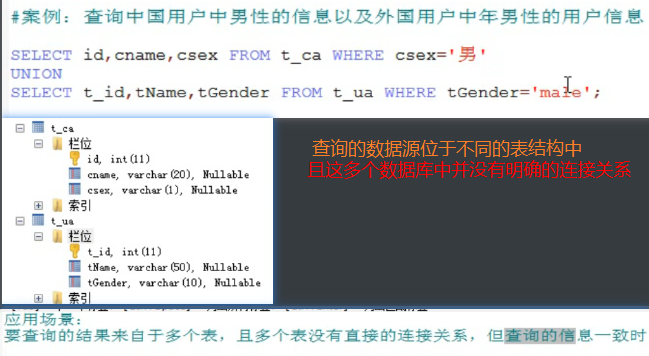 #案例：查询中国用户中男性的信息以及外国用户中年男性的用户信息
SELECT id,cname,csex FROM t_ca WHERE csex='男'
UNION
SELECT t_id,tName,tGender FROM t_ua WHERE tGender='male';
t_ca
栏位
id, int(11)
cname, varchar(20), Nullable
csex, varchar(1), Nullable
索引
t_ua
栏位
t_id, int(11)
tName, varchar(50), Nullable
tGender, varchar(10), Nullable
索引
查询的数据源位于不同的表结构中
且这多个数据库中并没有明确的连接关系
应用场景：
要查询的结果来自于多个表，且多个表没有直接的连接关系，但查询的信息一致时